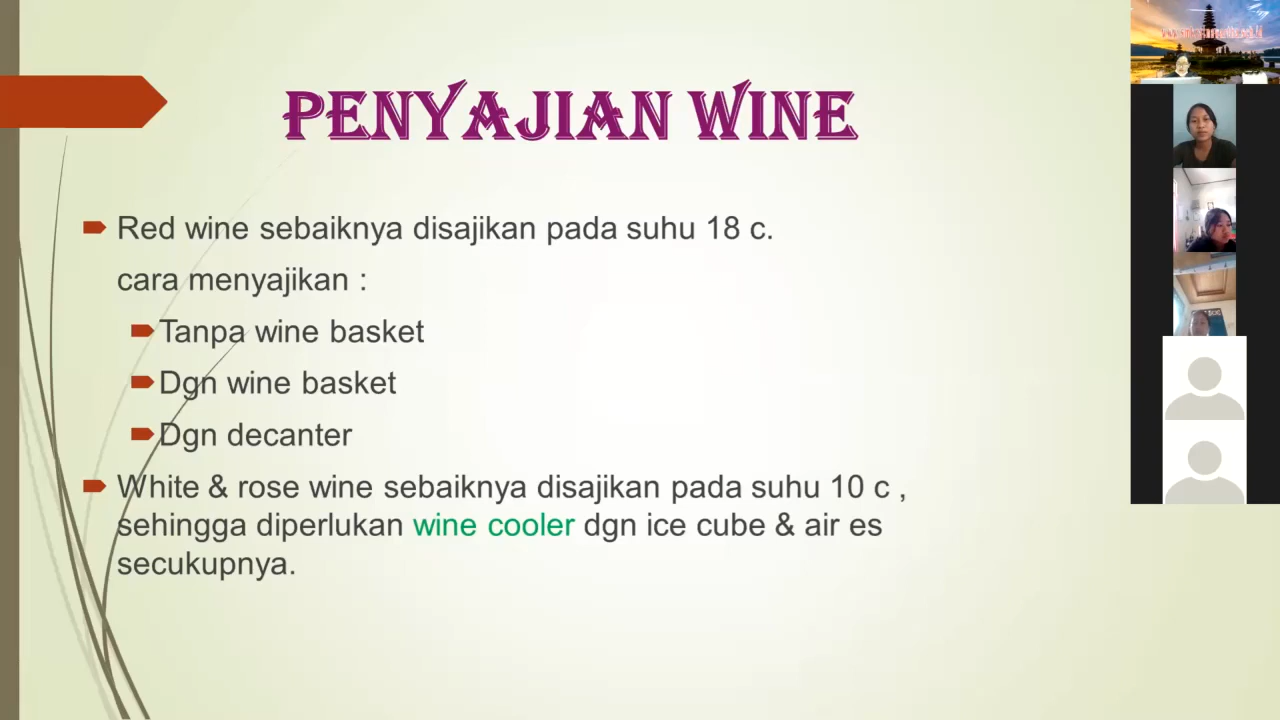 PENYAJIAN WINE
Red wine sebaiknya disajikan pada suhu 18 c.
cara menyajikan :
Tanpa wine basket
Dgn wine basket
Dgn decanter
White & rose wine sebaiknya disajikan pada suhu 10 c ,
sehingga diperlukan wine cooler dgn ice cube & air es
secukupnya.